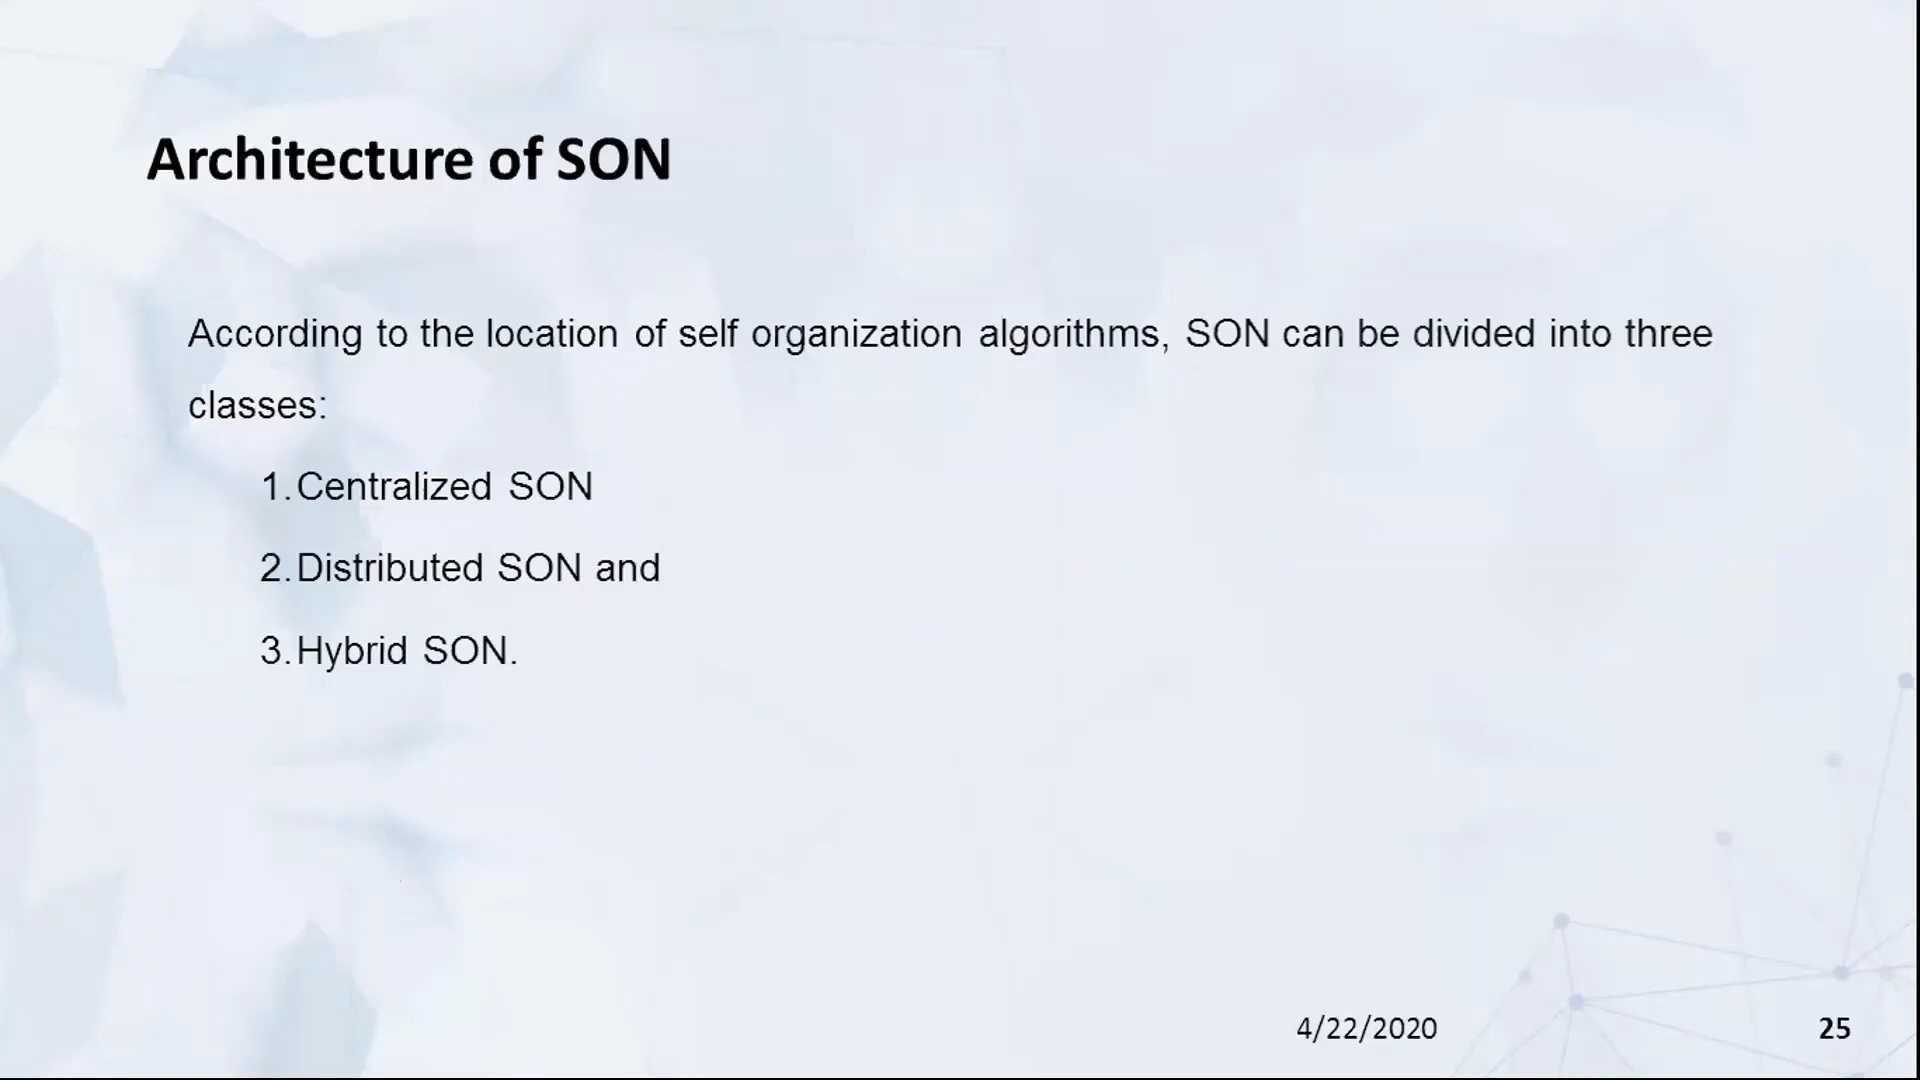 Architecture of SON
According to the location of self organization algorithms, SON can be divided into three
classes:
1.Centralized SON
2.Distributed SON and
3.Hybrid SON.
4/22/2020
25